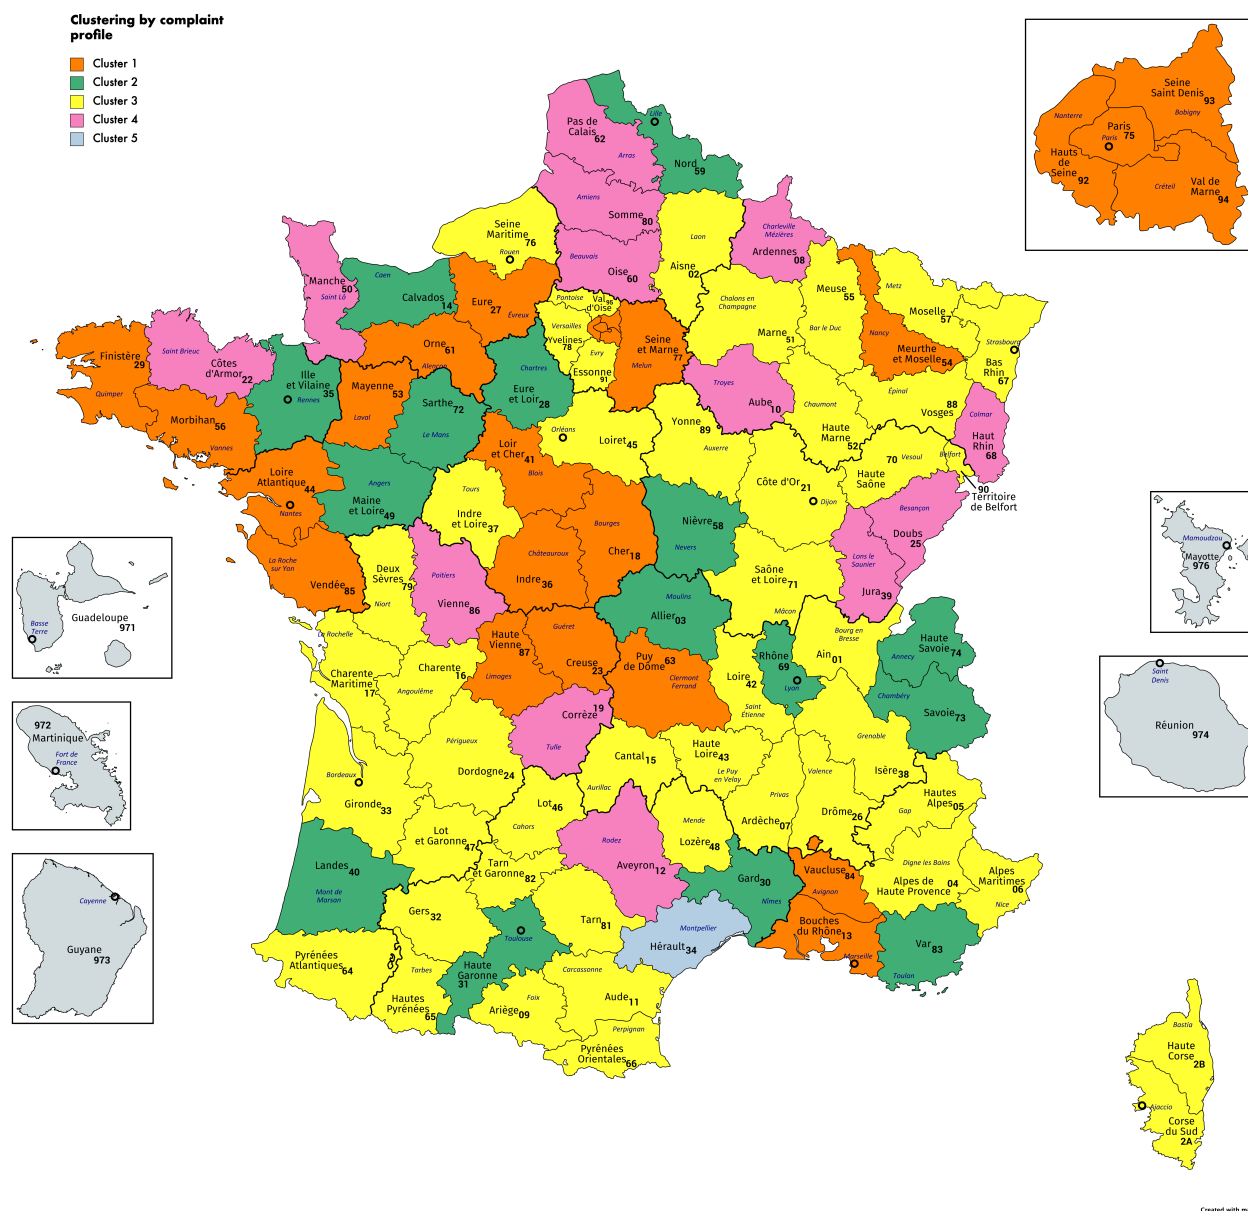 Clustering by complaint
profile
Cluster 1
Cluster 2
Cluster 3
Cluster 4
Cluster 5
Seine
Saint Denis 93
Bobigny
Nanterre
Paris
Paris 75
Hauts
de
Seine 92
Créteil
Val de
Marne 94
Lille
Pas de
Calais 62
Arras
Nord 59
Amiens
Somme 80
Seine
Maritime 76
Rouen
Beauvais
Oise 60
Laon
Aisne 02
Charleville
Mézières
Ardennes 08
Manche 50
Saint Lô
Caen
Calvados 14
Eure 27
Évreux
Pontoise
Val 95
d'Oise
Versailles
Yvelines 78
Evry
Essonne 91
Seine
et Marne 77
Melun
Chalons en
Champagne
Marne 51
Meuse 55
Bar le Duc
Metz
Moselle 57
Nancy
Meurthe
et Moselle 54
Strasbourg
Bas
Rhin 67
Finistère 29
Quimper
Saint Brieuc
Côtes
d'Armor 22
Ille
et Vilaine 35
Rennes
Morbihan 56
Vannes
Orne 61
Alençon
Mayenne 53
Laval
Sarthe 72
Le Mans
Chartres
Eure
et Loir 28
Troyes
Aube 10
Chaumont
Haute
Marne 52
Épinal
Vosges 88
Colmar
Haut
Rhin 68
Orléans
Loiret 45
Yonne 89
Auxerre
Loir
et Cher 41
Blois
Loire
Atlantique 44
Nantes
Angers
Maine
et Loire 49
Tours
Indre
et Loire 37
Bourges
Cher 18
Nièvre 58
Nevers
Côte d'Or 21
Dijon
70 Vesoul
Haute
Saône
Belfort
90
Territoire
de Belfort
Besançon
Doubs 25
Lons le
Saunier
Jura 39
La Roche
sur Yon
Vendée 85
Deux
Sèvres 79
Niort
Poitiers
Vienne 86
Châteauroux
Indre 36
Moulins
Allier 03
Saône
et Loire 71
Mâcon
Bourg en
Bresse
Ain 01
Haute
Savoie 74
Annecy
Chambéry
Savoie 73
La Rochelle
Charente
Maritime 17
Charente 16
Angoulême
Haute
Vienne 87
Limoges
Guéret
Creuse 23
Puy
de Dôme 63
Clermont
Ferrand
Loire 42
Saint
Étienne
Rhône
69
Lyon
Grenoble
Isère 38
19
Corrèze
Tulle
Périgueux
Dordogne 24
Bordeaux
Gironde 33
Cantal 15
Aurillac
Haute
Loire 43
Le Puy
en Velay
Valence
Privas
Ardèche 07
Drôme 26
Hautes
Alpes 05
Gap
Lot 46
Cahors
Lot
et Garonne 47
Rodez
Aveyron 12
Mende
Lozère 48
Landes 40
Mont de
Marsan
Tarn
et Garonne 82
Gers 32
Tarn 81
Toulouse
Haute
Garonne
31
Montpellier
Hérault 34
Gard 30
Nîmes
Vaucluse 84
Avignon
Bouches
du Rhône 13
Marseille
Digne les Bains
Alpes de
Haute Provence 04
Alpes
Maritimes 06
Nice
Var 83
Toulon
Pyrénées
Atlantiques 64
Tarbes
Hautes
Pyrénées 65
Foix
Ariège 09
Carcassonne
Aude 11
Perpignan
Pyrénées
Orientales 66
Bastia
Haute
Corse
2B
Ajaccio
Corse
du Sud
2A
Basse
Terre
Guadeloupe
971
972
Martinique
Fort de
France
Cayenne
Guyane
973
Mamoudzou
Mayotte
976
Saint
Denis
Réunion
974